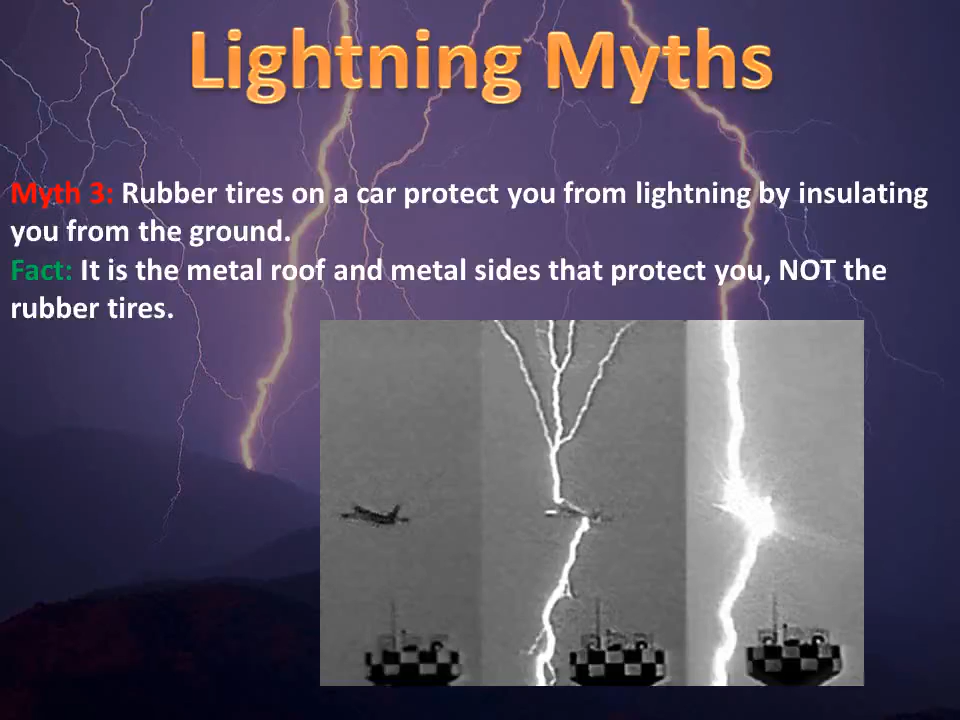 Lightning Myths
Myth 3: Rubber tires on a car protect you from lightning by insulating
you from the ground.
Fact: It is the metal roof and metal sides that protect you, NOT the
rubber tires.